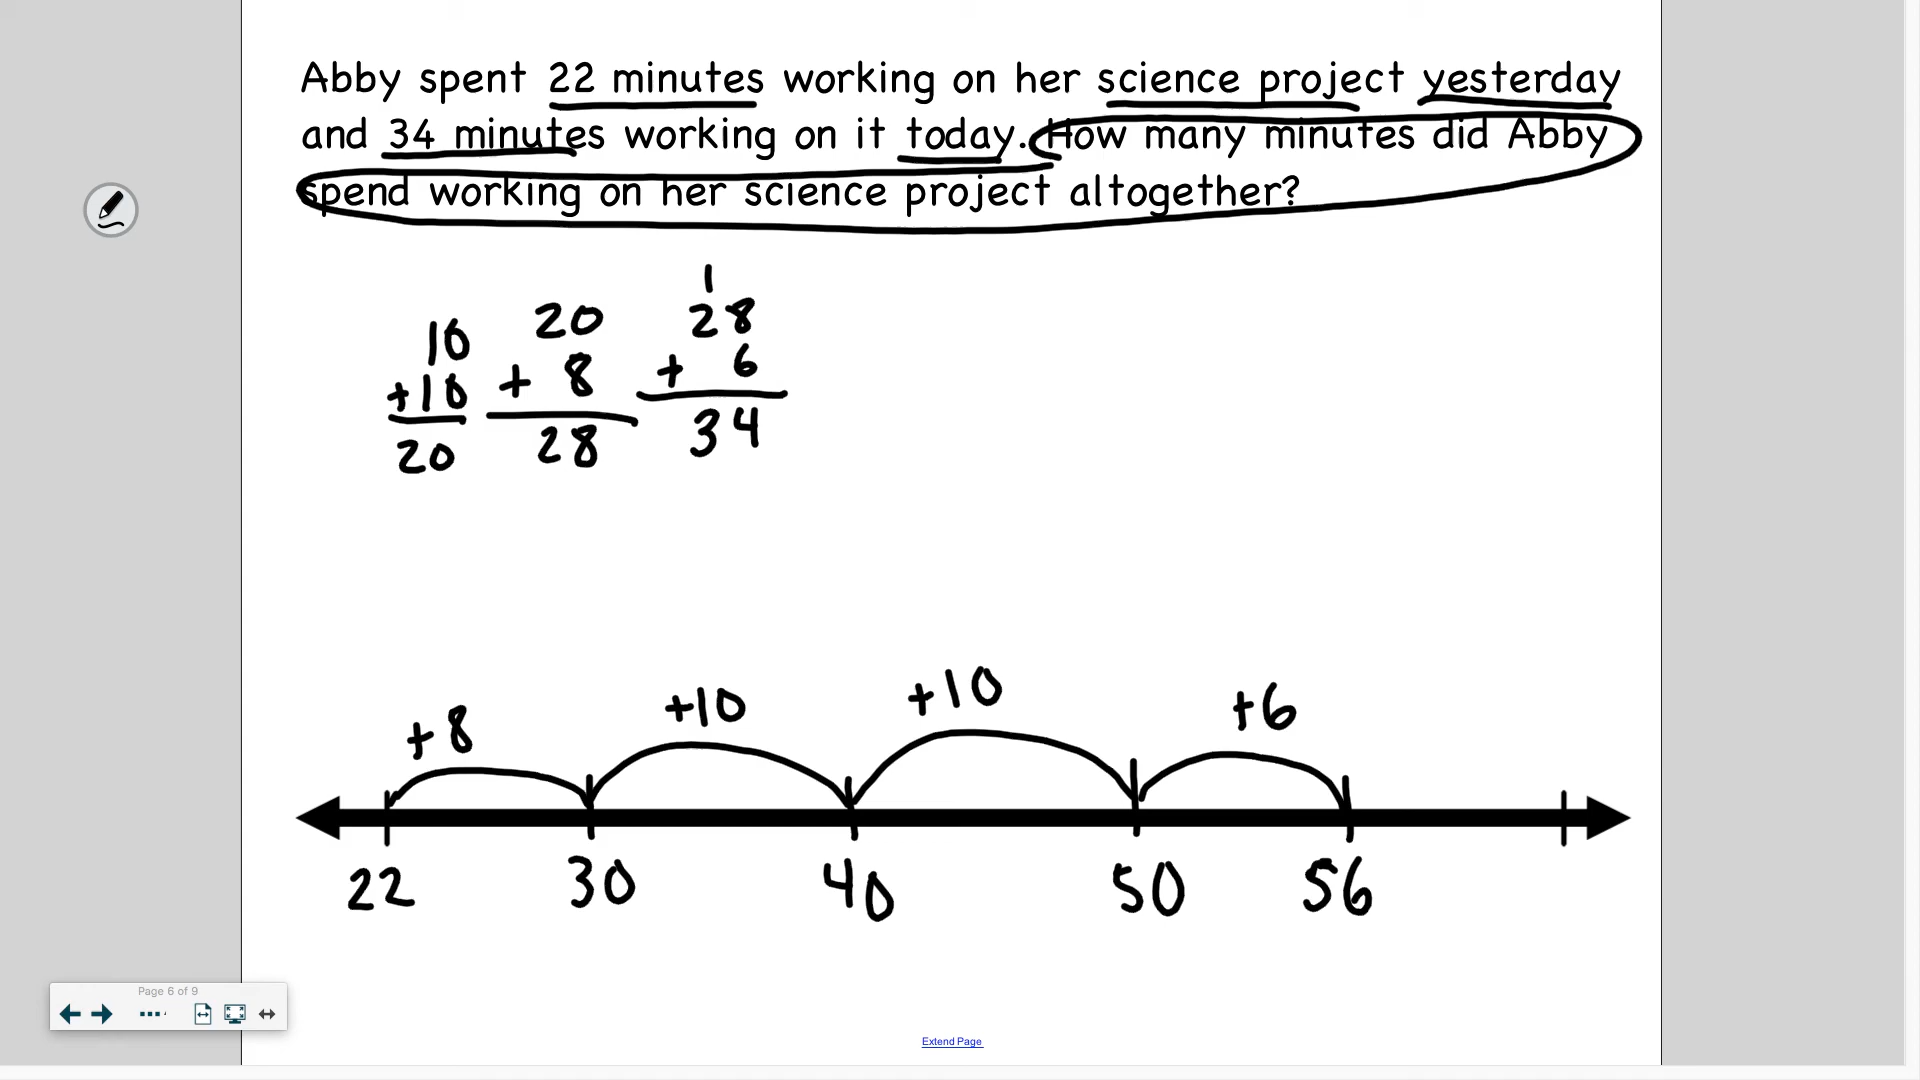 Abby spent 22 minutes working on her science project yesterday
and 34 minutes working on it today. How many minutes did Abby
spend working on her science project altogether?
10
+10
20
20
+ 8
28
1
28
+ 6
34
+8 +10 +10 +6
22 30 40 50 56
Page 6 of 9
Extend Page